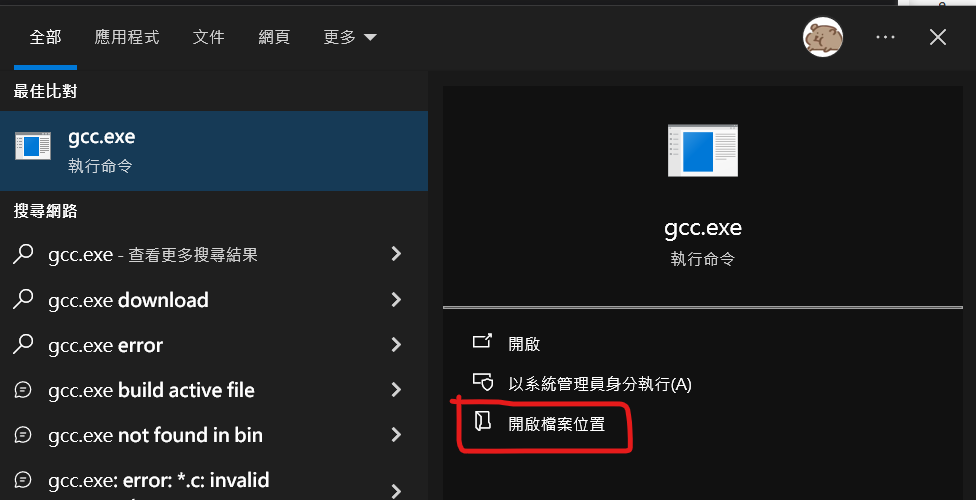 全部 應用程式 文件 網頁 更多
最佳比對
gcc.exe
執行命令
搜尋網路
gcc.exe - 查看更多搜尋結果
gcc.exe download
gcc.exe error
gcc.exe build active file
gcc.exe not found in bin
gcc.exe: error: *.c: invalid
gcc.exe
執行命令
開啟
以系統管理員身分執行(A)
開啟檔案位置